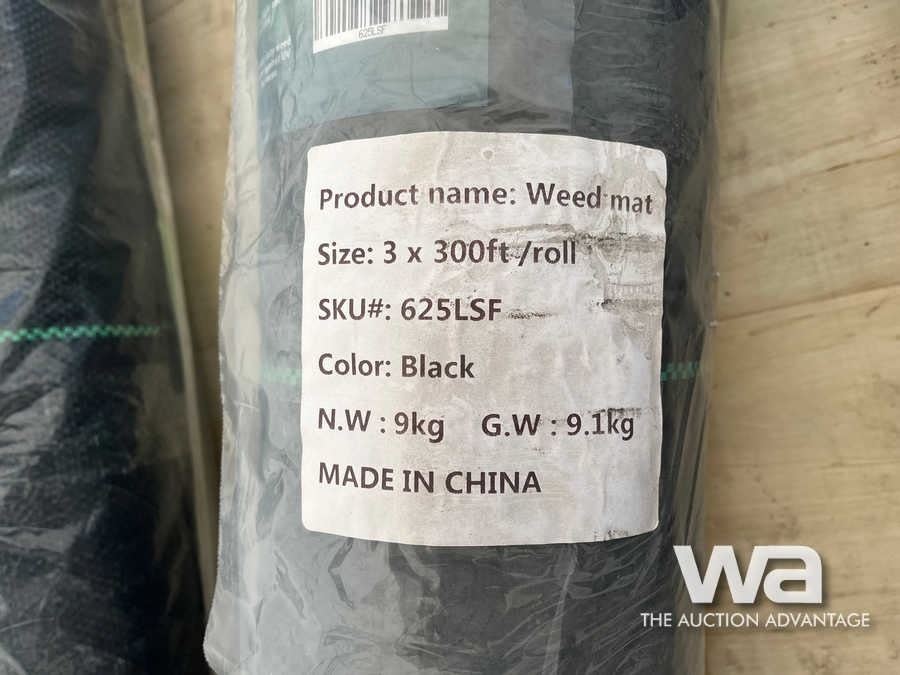 625LSF
Product name: Weed mat
Size: 3 x 300ft /roll
SKU#: 625LSF
Color: Black
N.W : 9kg G.W : 9.1kg
MADE IN CHINA
wa
THE AUCTION ADVANTAGE